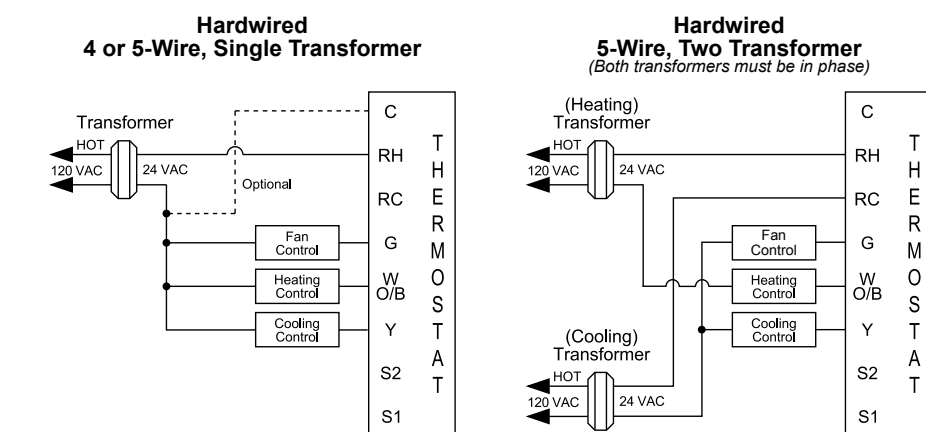 Hardwired
4 or 5-Wire, Single Transformer
Transformer
HOT
120 VAC
24 VAC
Optional
Fan
Control
Heating
Control
Cooling
Control
C
RH
RC
G
W
O/B
Y
S2
S1
THERMOSTAT
Hardwired
5-Wire, Two Transformer
(Both transformers must be in phase)
(Heating)
Transformer
HOT
120 VAC
24 VAC
Fan
Control
Heating
Control
Cooling
Control
(Cooling)
Transformer
HOT
120 VAC
24 VAC
C
RH
RC
G
W
O/B
Y
S2
S1
THERMOSTAT